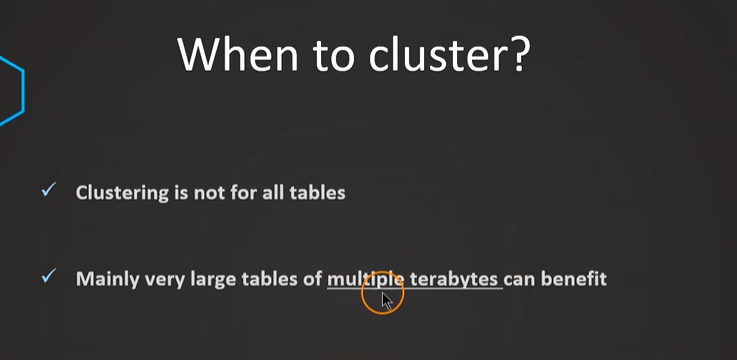 When to cluster?
Clustering is not for all tables
Mainly very large tables of multiple terabytes can benefit